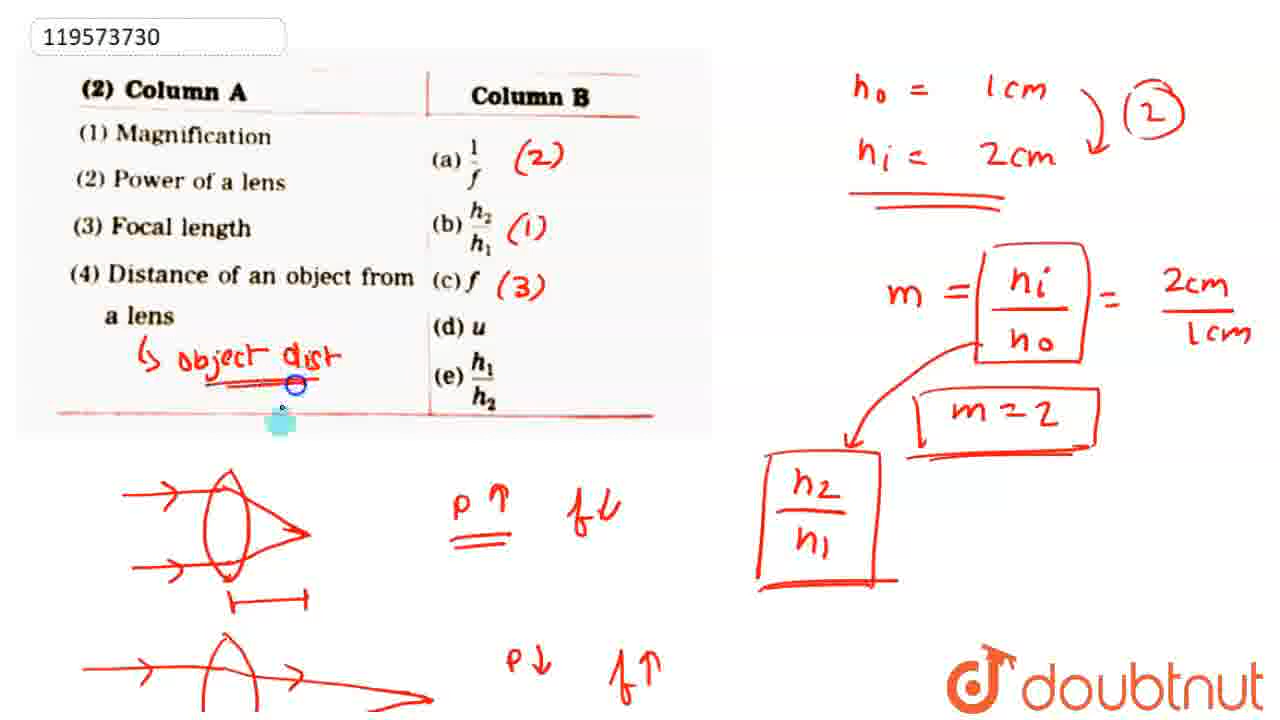 119573730
(2) Column A
Column B
(1) Magnification
(2) Power of a lens
(3) Focal length
(4) Distance of an object from
a lens
(a) 1/f (2)
(b) h₂/h₁ (1)
(c) f (3)
(d) u
(e) h₁/h₂
↳ object dist
h₀ = 1cm
hᵢ = 2cm
2
m = hᵢ/h₀ = 2cm/1cm
m = 2
h₂/h₁
P↑ f↓
P↓ f↑
doubtnut